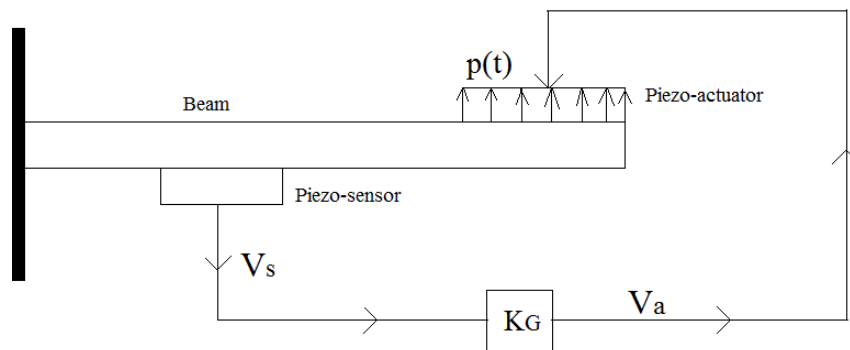 p(t)
Beam
Piezo-actuator
Piezo-sensor
Vs
Va
KG